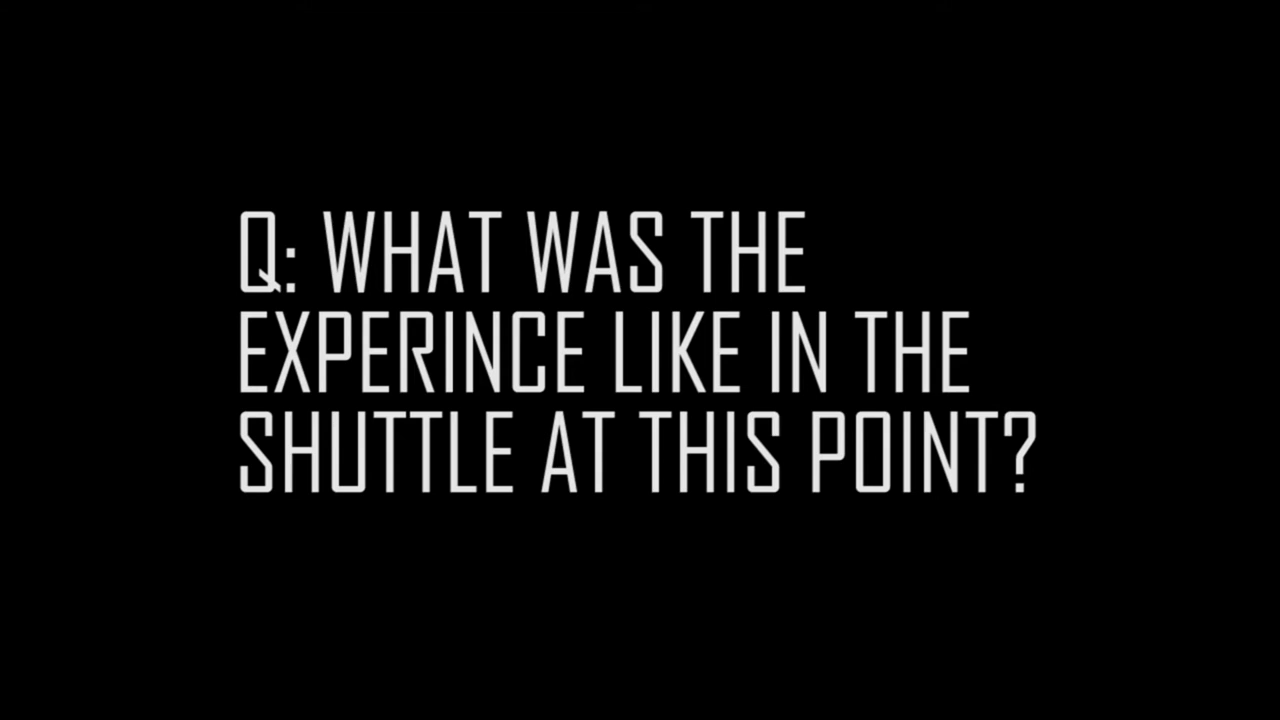 Q: WHAT WAS THE
EXPERINCE LIKE IN THE
SHUTTLE AT THIS POINT?